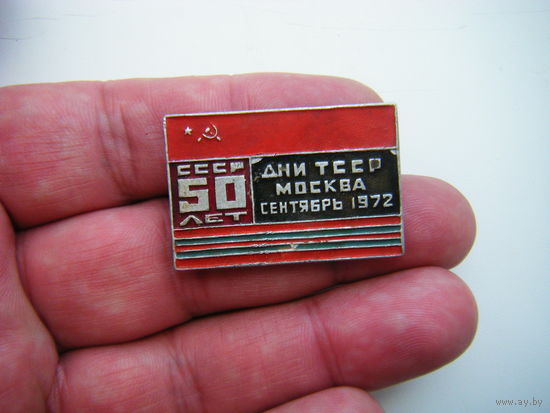 СССР
50
ЛЕТ
ДНИ ТССР
МОСКВА
СЕНТЯБРЬ 1972
www.ay.by